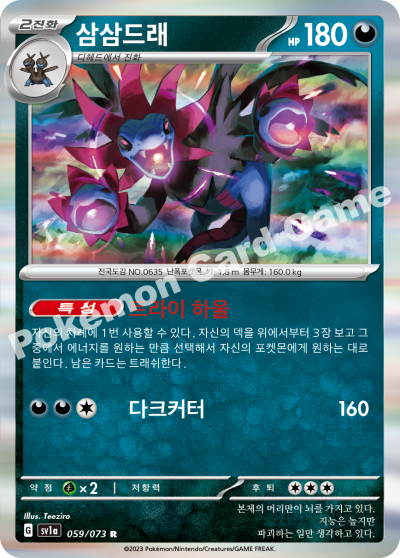 2진화
삼삼드래
HP 180
디헤드에서 진화
전국도감 NO.0635 난폭포켓몬 키: 1.8 m 몸무게: 160.0 kg
특성 트라이 하울
자신의 차례에 1번 사용할 수 있다. 자신의 덱을 위에서부터 3장 보고 그
중에서 에너지를 원하는 만큼 선택해서 자신의 포켓몬에게 원하는 대로
붙인다. 남은 카드는 트래쉬한다.
다크커터 160
약점 ×2 저항력 후퇴
Illus. Teeziro
G sv1a 059/073 R
본체의 머리만이 뇌를 가지고 있다.
지능은 높지만
파괴하는 일만 생각하고 있다.
©2023 Pokémon/Nintendo/Creatures/GAME FREAK.
Pokémon Card Game